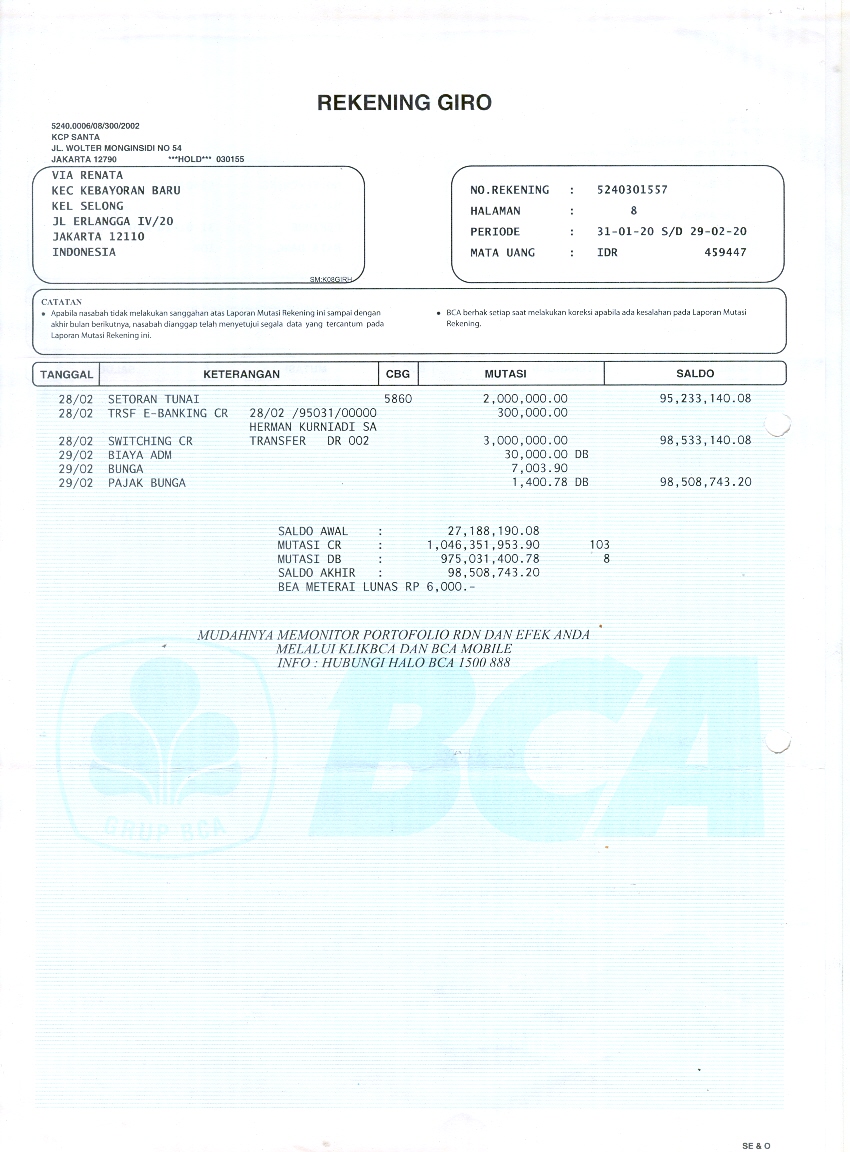 REKENING GIRO
5240.0006/08/300/2002
KCP SANTA
JL. WOLTER MONGINSIDI NO 54
JAKARTA 12790 ***HOLD*** 030155
VIA RENATA
KEC KEBAYORAN BARU
KEL SELONG
JL ERLANGGA IV/20
JAKARTA 12110
INDONESIA
SM:K08GIRH
NO.REKENING : 5240301557
HALAMAN : 8
PERIODE : 31-01-20 S/D 29-02-20
MATA UANG : IDR 459447
CATATAN
• Apabila nasabah tidak melakukan sanggahan atas Laporan Mutasi Rekening ini sampai dengan
akhir bulan berikutnya, nasabah dianggap telah menyetujui segala data yang tercantum pada
Laporan Mutasi Rekening ini.
• BCA berhak setiap saat melakukan koreksi apabila ada kesalahan pada Laporan Mutasi
Rekening.
TANGGAL KETERANGAN CBG MUTASI SALDO
28/02 SETORAN TUNAI 5860 2,000,000.00 95,233,140.08
28/02 TRSF E-BANKING CR 28/02 /95031/00000 300,000.00
HERMAN KURNIADI SA
28/02 SWITCHING CR TRANSFER DR 002 3,000,000.00 98,533,140.08
29/02 BIAYA ADM 30,000.00 DB
29/02 BUNGA 7,003.90
29/02 PAJAK BUNGA 1,400.78 DB 98,508,743.20
SALDO AWAL : 27,188,190.08
MUTASI CR : 1,046,351,953.90 103
MUTASI DB : 975,031,400.78 8
SALDO AKHIR : 98,508,743.20
BEA METERAI LUNAS RP 6,000.-
MUDAHNYA MEMONITOR PORTOFOLIO RDN DAN EFEK ANDA
MELALUI KLIKBCA DAN BCA MOBILE
INFO : HUBUNGI HALO BCA 1500 888
BCA
GRUP BCA
SE & O